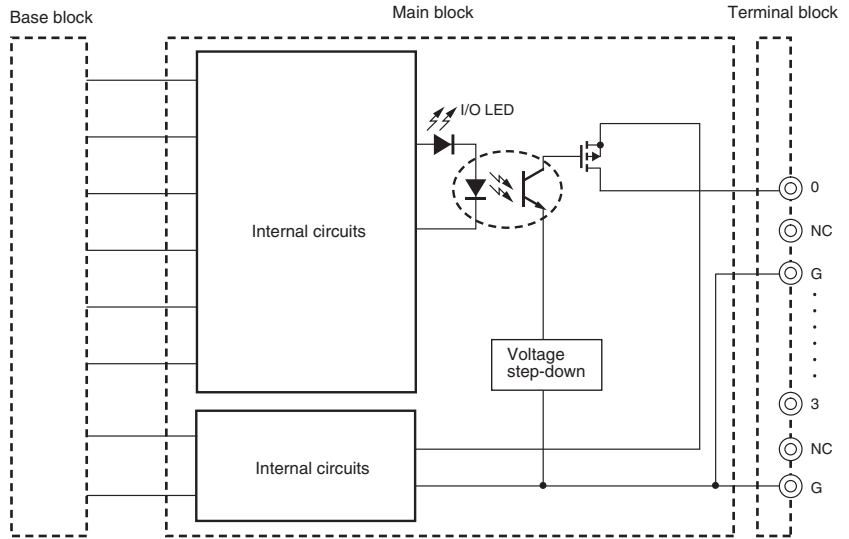 Base block
Main block
Terminal block
I/O LED
Internal circuits
Voltage
step-down
Internal circuits
0
NC
G
3
NC
G